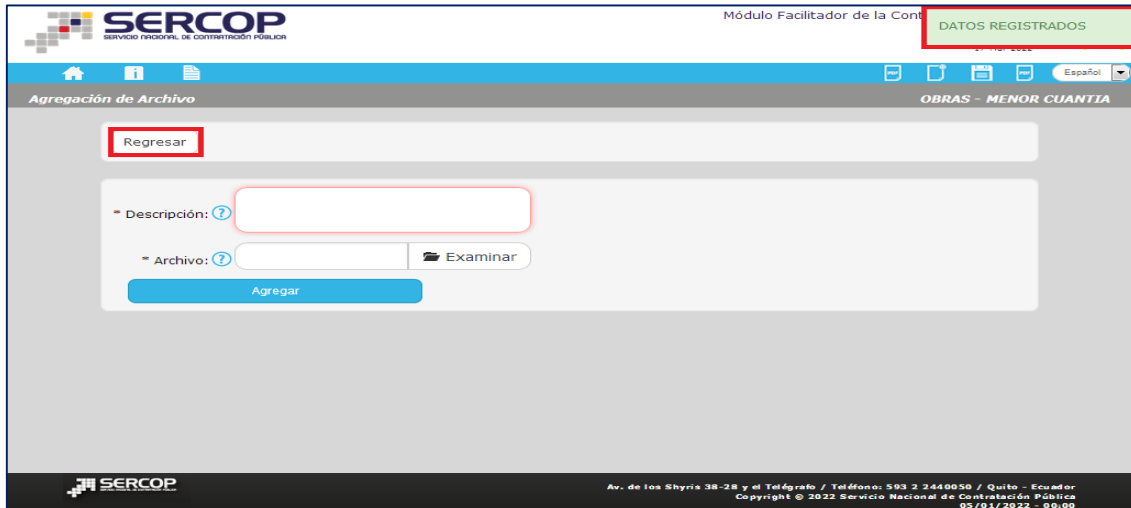 SERCOP
SERVICIO NACIONAL DE CONTRATACIÓN PÚBLICA
Módulo Facilitador de la Cont
DATOS REGISTRADOS
Español
Agregación de Archivo
OBRAS - MENOR CUANTIA
Regresar
* Descripción: ?
* Archivo: ?
Examinar
Agregar
SERCOP
Av. de los Shyris 38-28 y el Telégrafo / Teléfono: 593 2 2440050 / Quito - Ecuador
Copyright © 2022 Servicio Nacional de Contratación Pública
05/01/2022 - 00:00